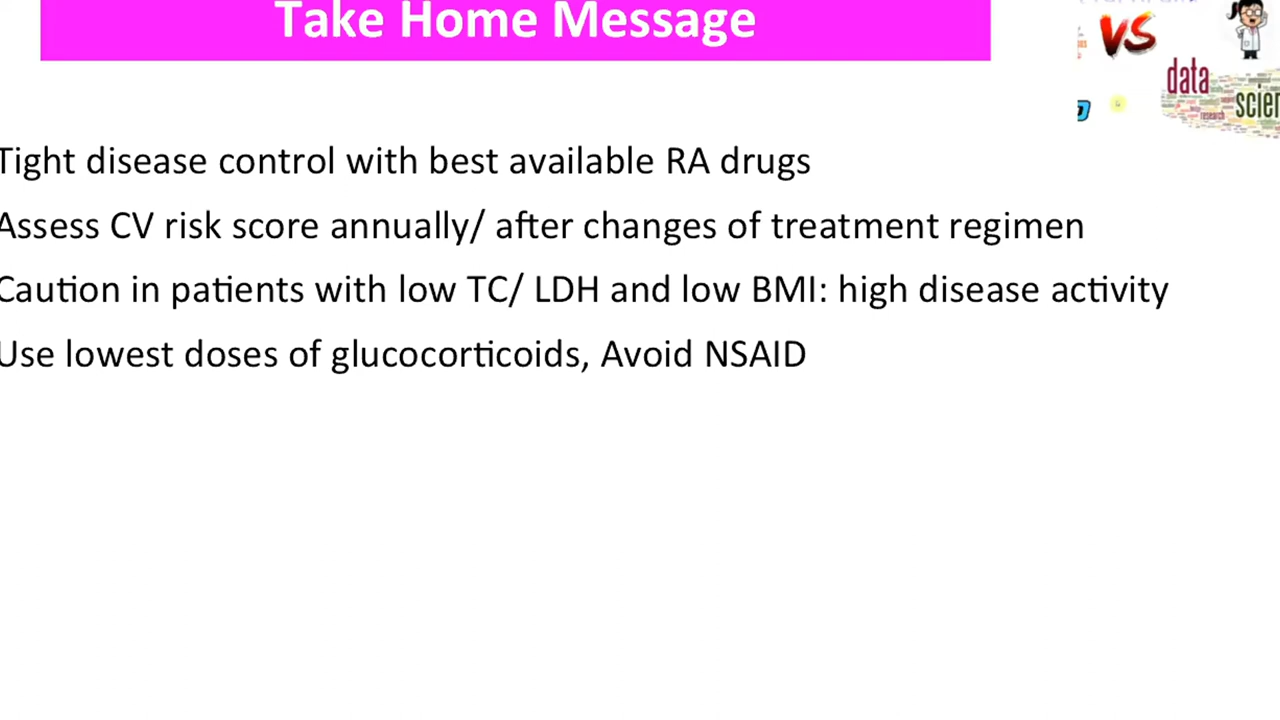 Take Home Message
VS
data
research
Tight disease control with best available RA drugs
Assess CV risk score annually/ after changes of treatment regimen
Caution in patients with low TC/ LDH and low BMI: high disease activity
Use lowest doses of glucocorticoids, Avoid NSAID